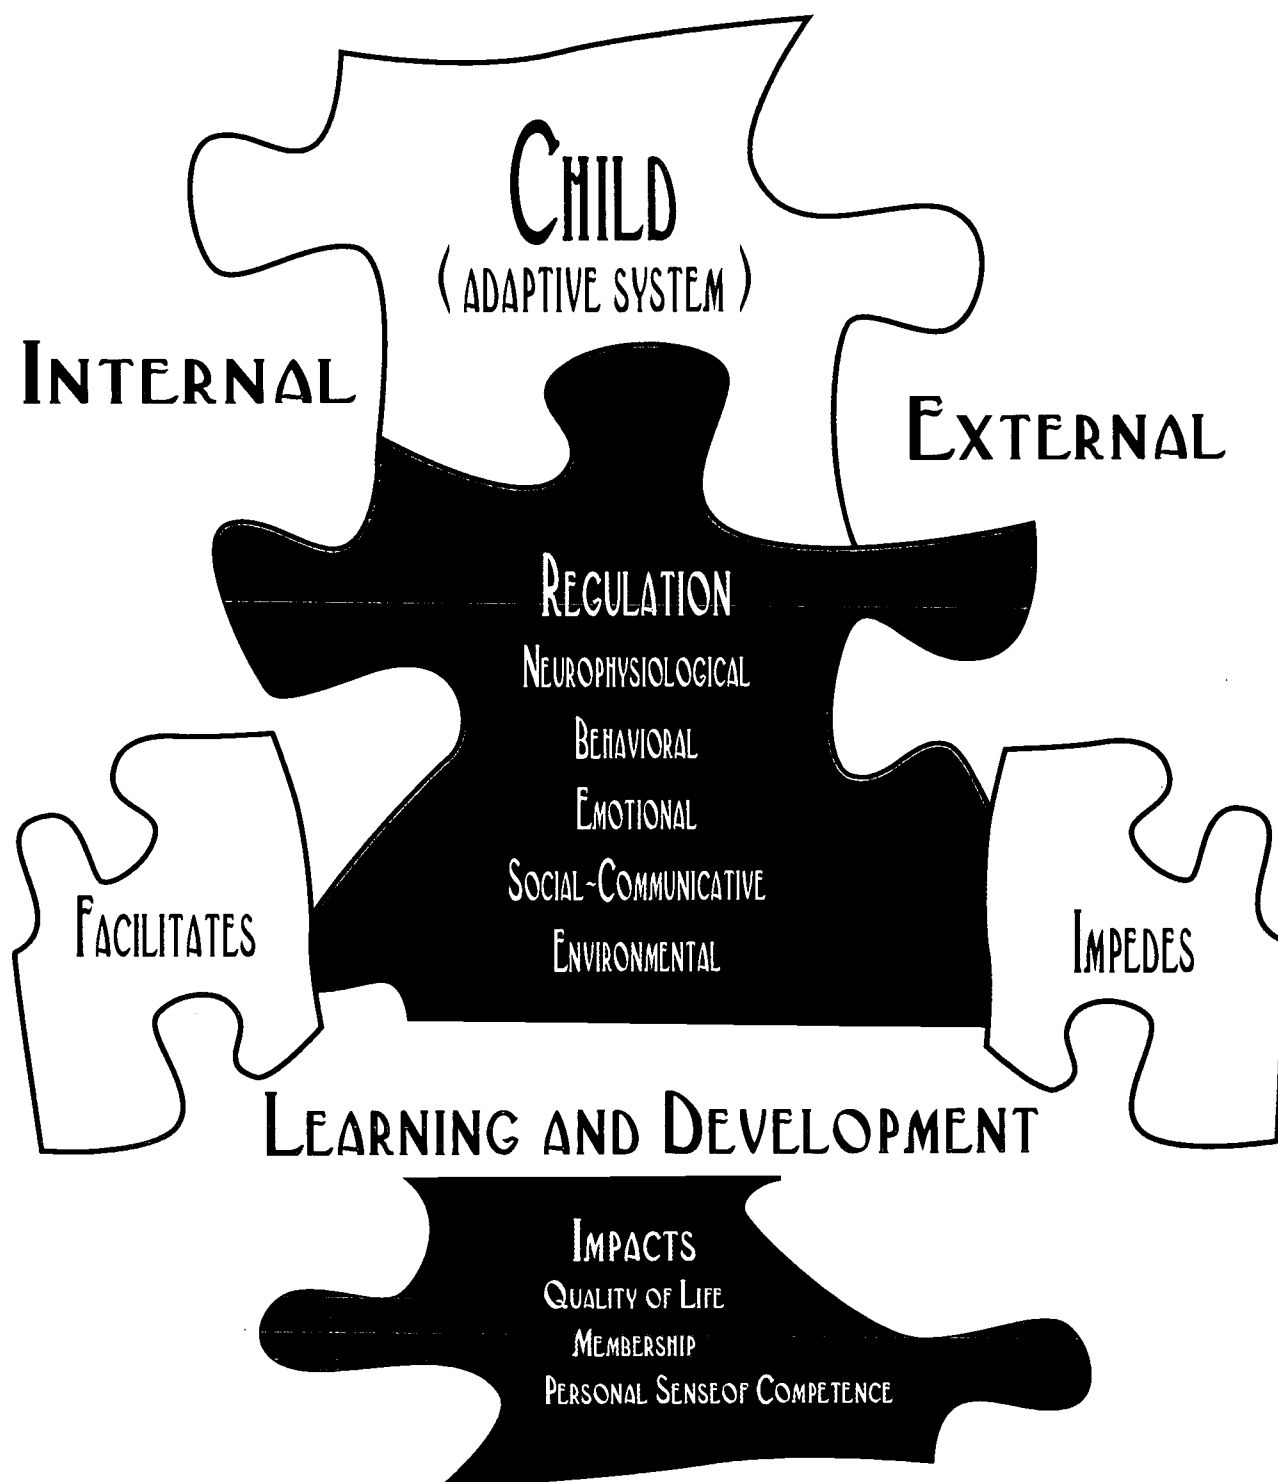 CHILD
( ADAPTIVE SYSTEM )
INTERNAL
EXTERNAL
REGULATION
NEUROPHYSIOLOGICAL
BEHAVIORAL
EMOTIONAL
SOCIAL~COMMUNICATIVE
ENVIRONMENTAL
FACILITATES
IMPEDES
LEARNING AND DEVELOPMENT
IMPACTS
QUALITY OF LIFE
MEMBERSHIP
PERSONAL SENSEOF COMPETENCE